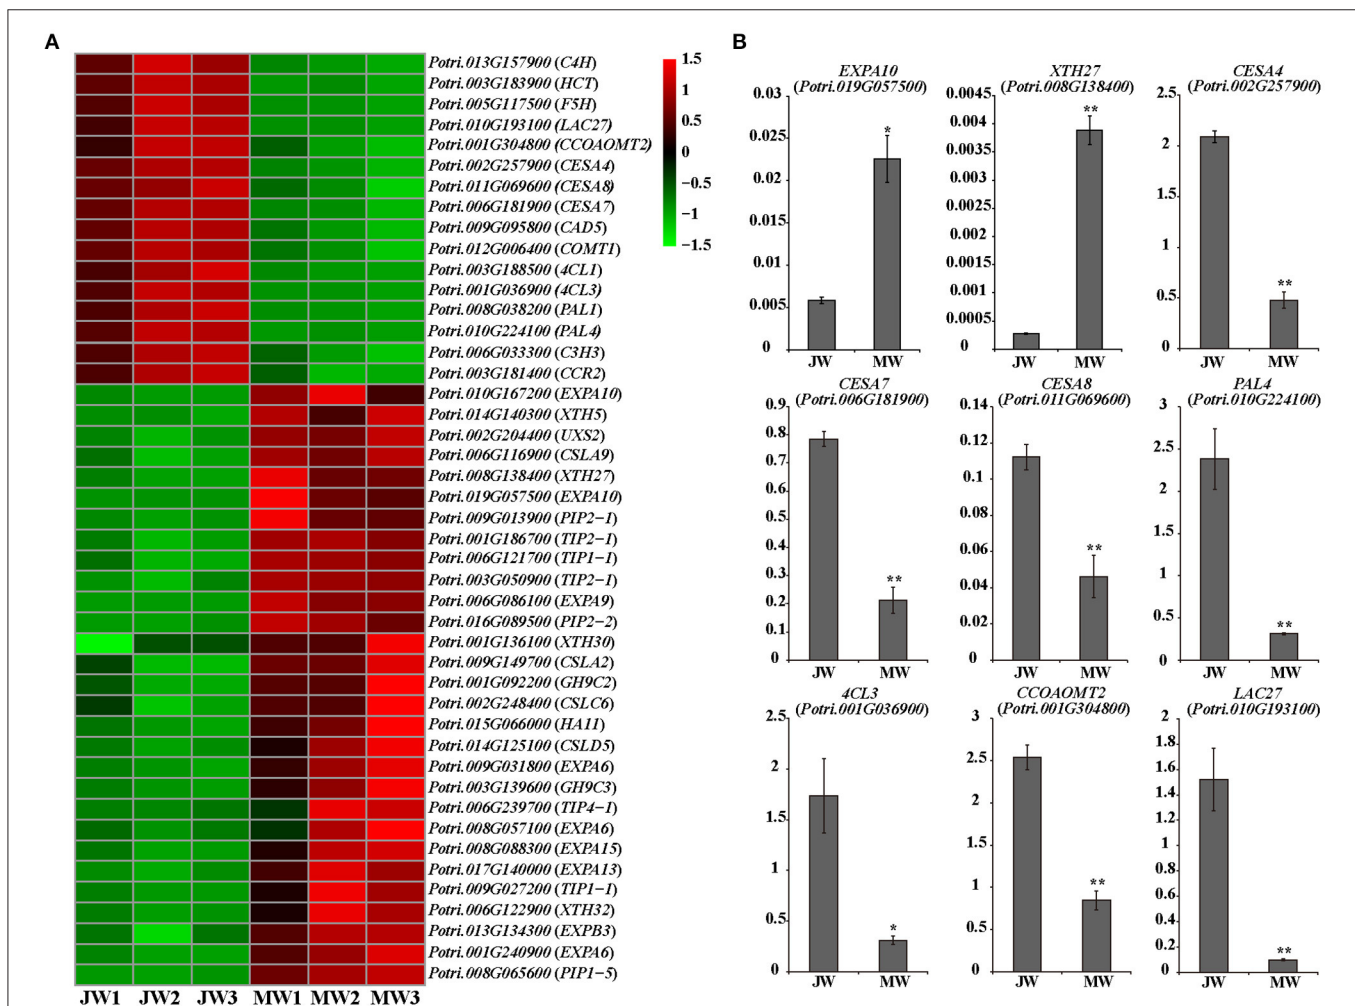 A
Potri.013G157900 (C4H)
Potri.003G183900 (HCT)
Potri.005G117500 (F5H)
Potri.010G193100 (LAC27)
Potri.001G304800 (CCOAOMT2)
Potri.002G257900 (CESA4)
Potri.011G069600 (CESA8)
Potri.006G181900 (CESA7)
Potri.009G095800 (CAD5)
Potri.012G006400 (COMT1)
Potri.003G188500 (4CL1)
Potri.001G036900 (4CL3)
Potri.008G038200 (PAL1)
Potri.010G224100 (PAL4)
Potri.006G033300 (C3H3)
Potri.003G181400 (CCR2)
Potri.010G167200 (EXPA10)
Potri.014G140300 (XTH5)
Potri.002G204400 (UXS2)
Potri.006G116900 (CSLA9)
Potri.008G138400 (XTH27)
Potri.019G057500 (EXPA10)
Potri.009G013900 (PIP2−1)
Potri.001G186700 (TIP2−1)
Potri.006G121700 (TIP1−1)
Potri.003G050900 (TIP2−1)
Potri.006G086100 (EXPA9)
Potri.016G089500 (PIP2−2)
Potri.001G136100 (XTH30)
Potri.009G149700 (CSLA2)
Potri.001G092200 (GH9C2)
Potri.002G248400 (CSLC6)
Potri.015G066000 (HA11)
Potri.014G125100 (CSLD5)
Potri.009G031800 (EXPA6)
Potri.003G139600 (GH9C3)
Potri.006G239700 (TIP4−1)
Potri.008G057100 (EXPA6)
Potri.008G088300 (EXPA15)
Potri.017G140000 (EXPA13)
Potri.009G027200 (TIP1−1)
Potri.006G122900 (XTH32)
Potri.013G134300 (EXPB3)
Potri.001G240900 (EXPA6)
Potri.008G065600 (PIP1−5)
JW1 JW2 JW3 MW1 MW2 MW3
1.5
1
0.5
0
−0.5
−1
−1.5
B
EXPA10
(Potri.019G057500)
0.03
0.025
0.02
0.015
0.01
0.005
0
*
JW MW
XTH27
(Potri.008G138400)
0.0045
0.004
0.0035
0.003
0.0025
0.002
0.0015
0.001
0.0005
0
**
JW MW
CESA4
(Potri.002G257900)
2.5
2
1.5
1
0.5
0
**
JW MW
CESA7
(Potri.006G181900)
0.9
0.8
0.7
0.6
0.5
0.4
0.3
0.2
0.1
0
**
JW MW
CESA8
(Potri.011G069600)
0.14
0.12
0.1
0.08
0.06
0.04
0.02
0
**
JW MW
PAL4
(Potri.010G224100)
3
2.5
2
1.5
1
0.5
0
**
JW MW
4CL3
(Potri.001G036900)
2.5
2
1.5
1
0.5
0
*
JW MW
CCOAOMT2
(Potri.001G304800)
3
2.5
2
1.5
1
0.5
0
**
JW MW
LAC27
(Potri.010G193100)
2
1.8
1.6
1.4
1.2
1
0.8
0.6
0.4
0.2
0
**
JW MW